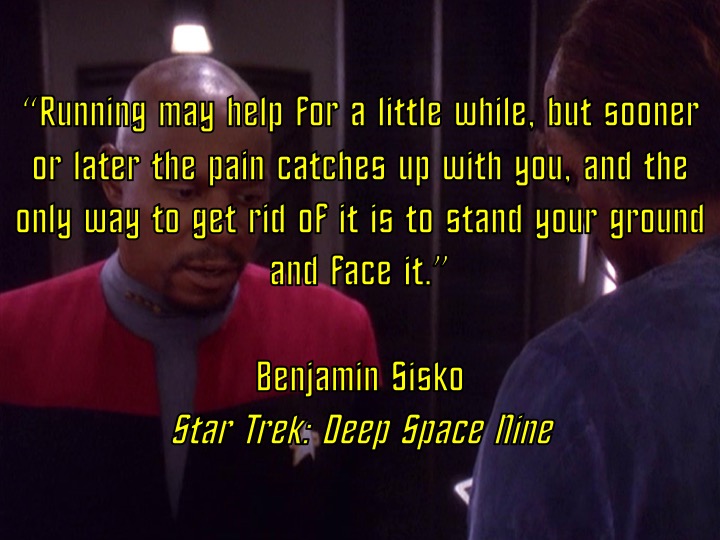 “Running may help for a little while, but sooner
or later the pain catches up with you, and the
only way to get rid of it is to stand your ground
and face it.”
Benjamin Sisko
Star Trek: Deep Space Nine